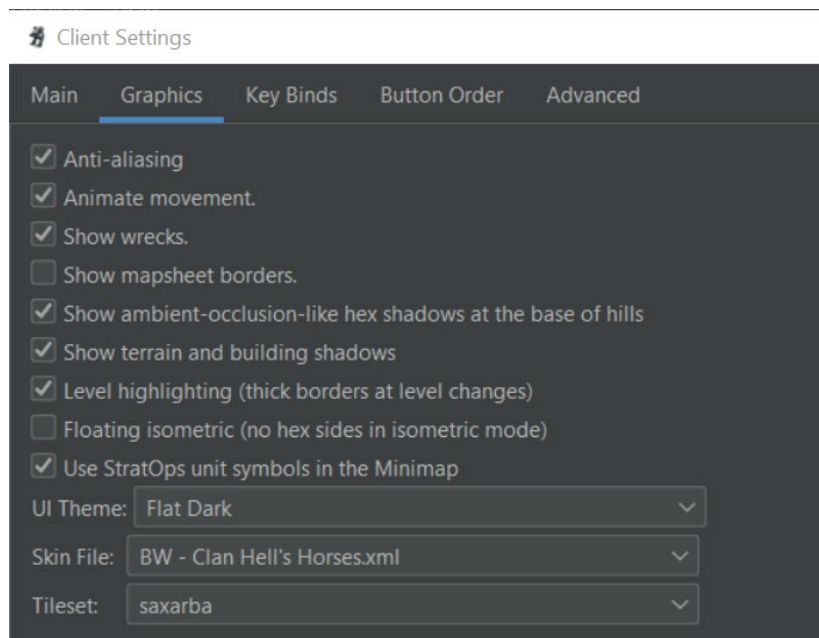 Client Settings
Main Graphics Key Binds Button Order Advanced
Anti-aliasing
Animate movement.
Show wrecks.
Show mapsheet borders.
Show ambient-occlusion-like hex shadows at the base of hills
Show terrain and building shadows
Level highlighting (thick borders at level changes)
Floating isometric (no hex sides in isometric mode)
Use StratOps unit symbols in the Minimap
UI Theme: Flat Dark
Skin File: BW - Clan Hell's Horses.xml
Tileset: saxarba